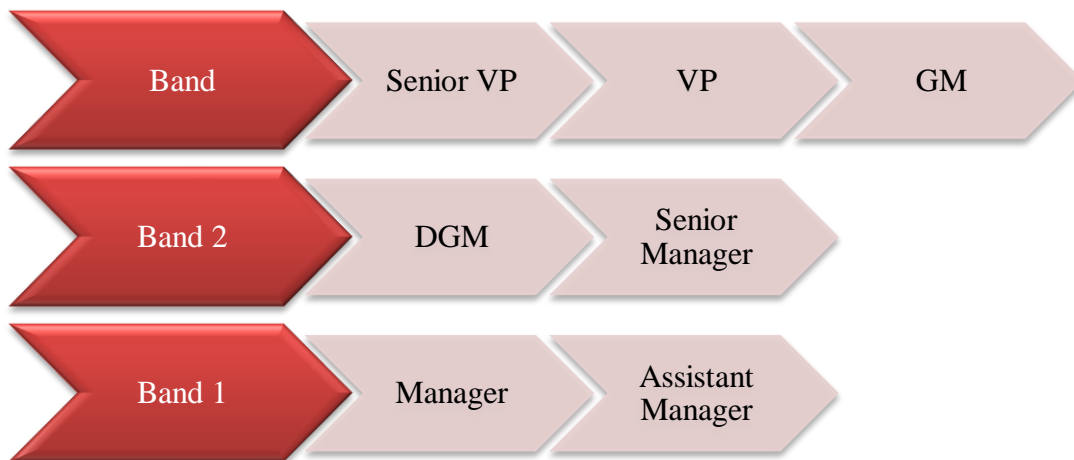 Band
Senior VP
VP
GM
Band 2
DGM
Senior
Manager
Band 1
Manager
Assistant
Manager